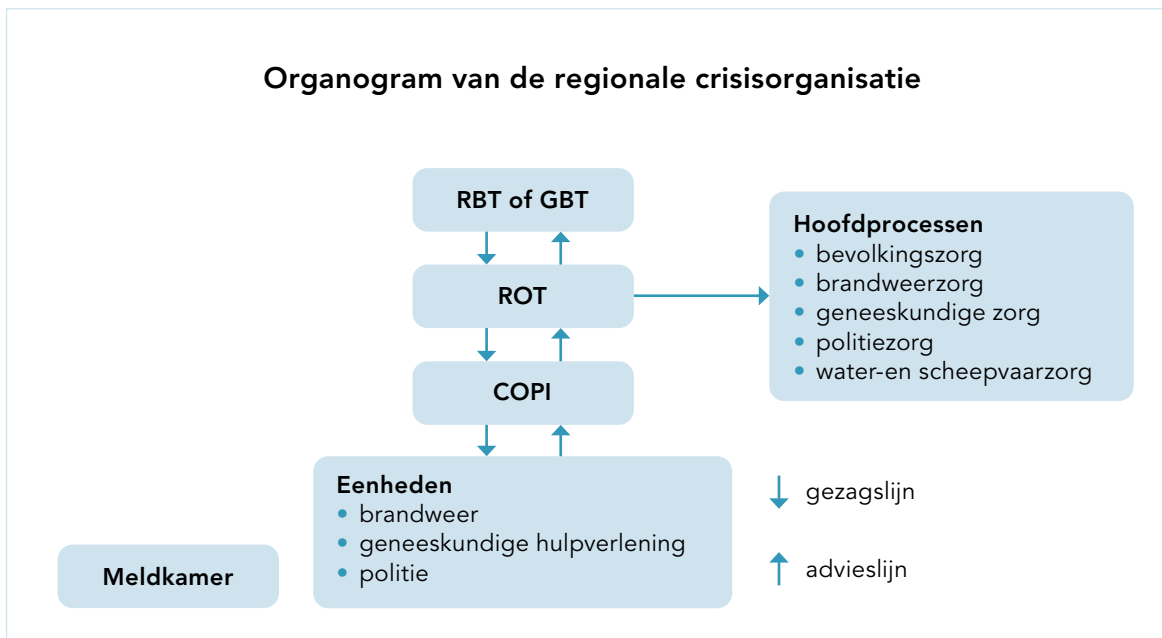 Organogram van de regionale crisisorganisatie
RBT of GBT
ROT
COPI
Hoofdprocessen
• bevolkingszorg
• brandweerzorg
• geneeskundige zorg
• politiezorg
• water-en scheepvaarzorg
Eenheden
• brandweer
• geneeskundige hulpverlening
• politie
Meldkamer
gezagslijn
advieslijn